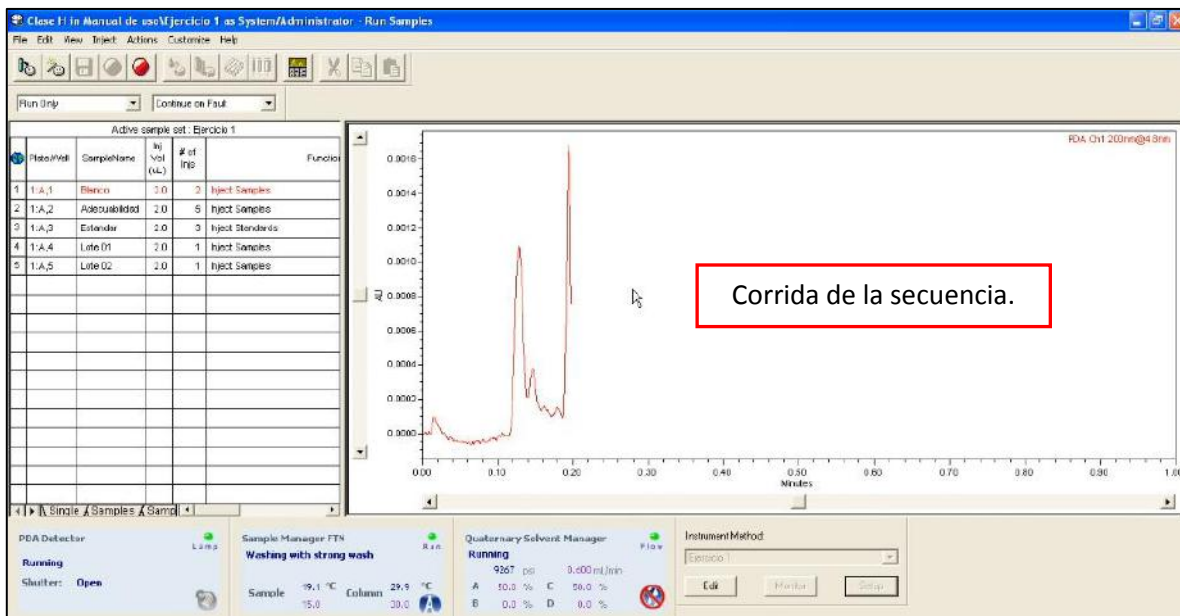 Clase H in Manual de uso\Ejercicio 1 as System/Administrator - Run Samples
File Edit View Inject Actions Customize Help
Run Only
Continue on Fault
Active sample set : Ejercicio 1
Plate/Well SampleName Inj Vol (uL) # of Injs Function
1 1:A,1 Blanco 2.0 2 Inject Samples
2 1:A,2 Adecuabilidad 2.0 5 Inject Samples
3 1:A,3 Estandar 2.0 3 Inject Standards
4 1:A,4 Lote 01 2.0 1 Inject Samples
5 1:A,5 Lote 02 2.0 1 Inject Samples
Single Samples Samp
PDA Ch1 200nm@4.8nm
0.0016
0.0014
0.0012
0.0010
AU
0.0008
0.0006
0.0004
0.0002
0.0000
0.00 0.10 0.20 0.30 0.40 0.50 0.60 0.70 0.80 0.90 1.00
Minutes
Corrida de la secuencia.
PDA Detector
Lamp
Running
Shutter: Open
Sample Manager FTN
Run
Washing with strong wash
Sample 19.1 °C Column 29.9 °C
15.0 30.0
Quaternary Solvent Manager
Flow
Running
9267 psi 0.600 mL/min
A 50.0 % C 50.0 %
B 0.0 % D 0.0 %
Instrument Method:
Ejercicio 1
Edit Monitor Setup